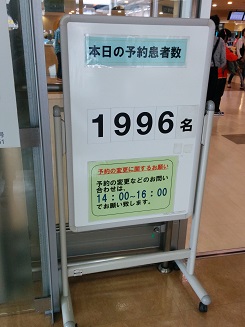 本日の予約患者数
1996名
予約の変更に関するお願い
予約の変更などのお問い
合わせは、
14:00~16:00
でお願い致します。